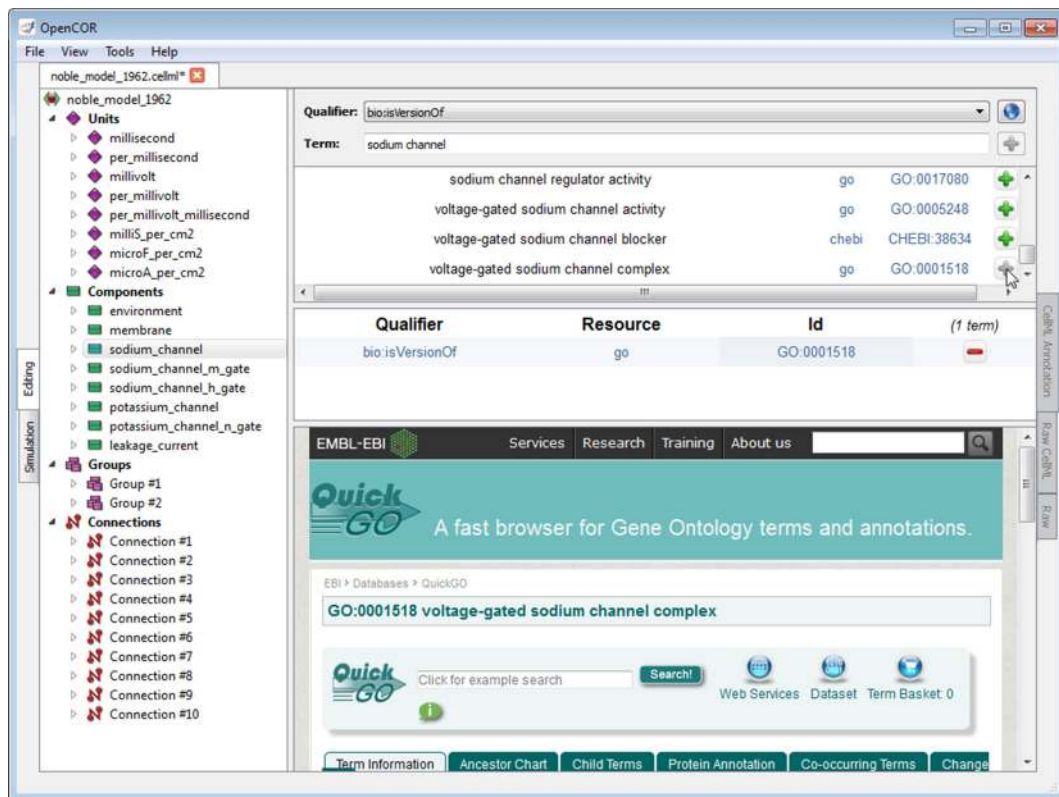 OpenCOR
File View Tools Help
noble_model_1962.cellml*
noble_model_1962
Units
millisecond
per_millisecond
millivolt
per_millivolt
per_millivolt_millisecond
milliS_per_cm2
microF_per_cm2
microA_per_cm2
Components
environment
membrane
sodium_channel
sodium_channel_m_gate
sodium_channel_h_gate
potassium_channel
potassium_channel_n_gate
leakage_current
Groups
Group #1
Group #2
Connections
Connection #1
Connection #2
Connection #3
Connection #4
Connection #5
Connection #6
Connection #7
Connection #8
Connection #9
Connection #10
Editing
Simulation
Qualifier: bio:isVersionOf
Term: sodium channel
sodium channel regulator activity go GO:0017080
voltage-gated sodium channel activity go GO:0005248
voltage-gated sodium channel blocker chebi CHEBI:38634
voltage-gated sodium channel complex go GO:0001518
Qualifier Resource Id (1 term)
bio:isVersionOf go GO:0001518
EMBL-EBI Services Research Training About us
Quick GO A fast browser for Gene Ontology terms and annotations.
EBI > Databases > QuickGO
GO:0001518 voltage-gated sodium channel complex
Quick GO Click for example search Search! Web Services Dataset Term Basket: 0
i
Term Information Ancestor Chart Child Terms Protein Annotation Co-occurring Terms Change
CellML Annotation
Raw CellML
Raw